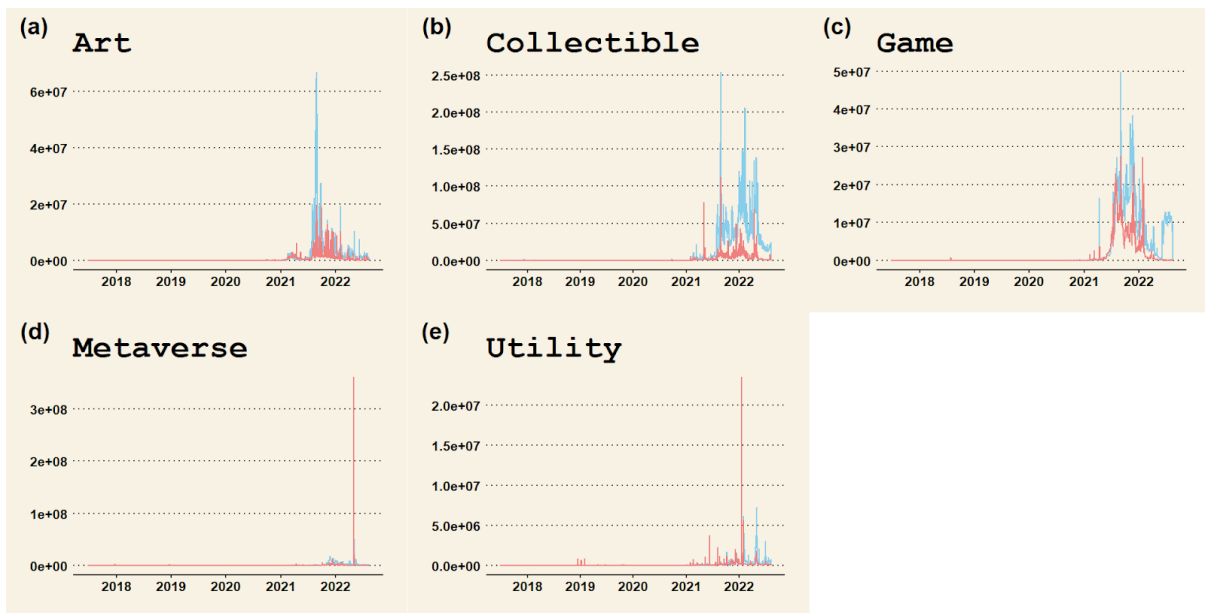 (a) Art
6e+07
4e+07
2e+07
0e+00
2018 2019 2020 2021 2022
(b) Collectible
2.5e+08
2.0e+08
1.5e+08
1.0e+08
5.0e+07
0.0e+00
2018 2019 2020 2021 2022
(c) Game
5e+07
4e+07
3e+07
2e+07
1e+07
0e+00
2018 2019 2020 2021 2022
(d) Metaverse
3e+08
2e+08
1e+08
0e+00
2018 2019 2020 2021 2022
(e) Utility
2.0e+07
1.5e+07
1.0e+07
5.0e+06
0.0e+00
2018 2019 2020 2021 2022